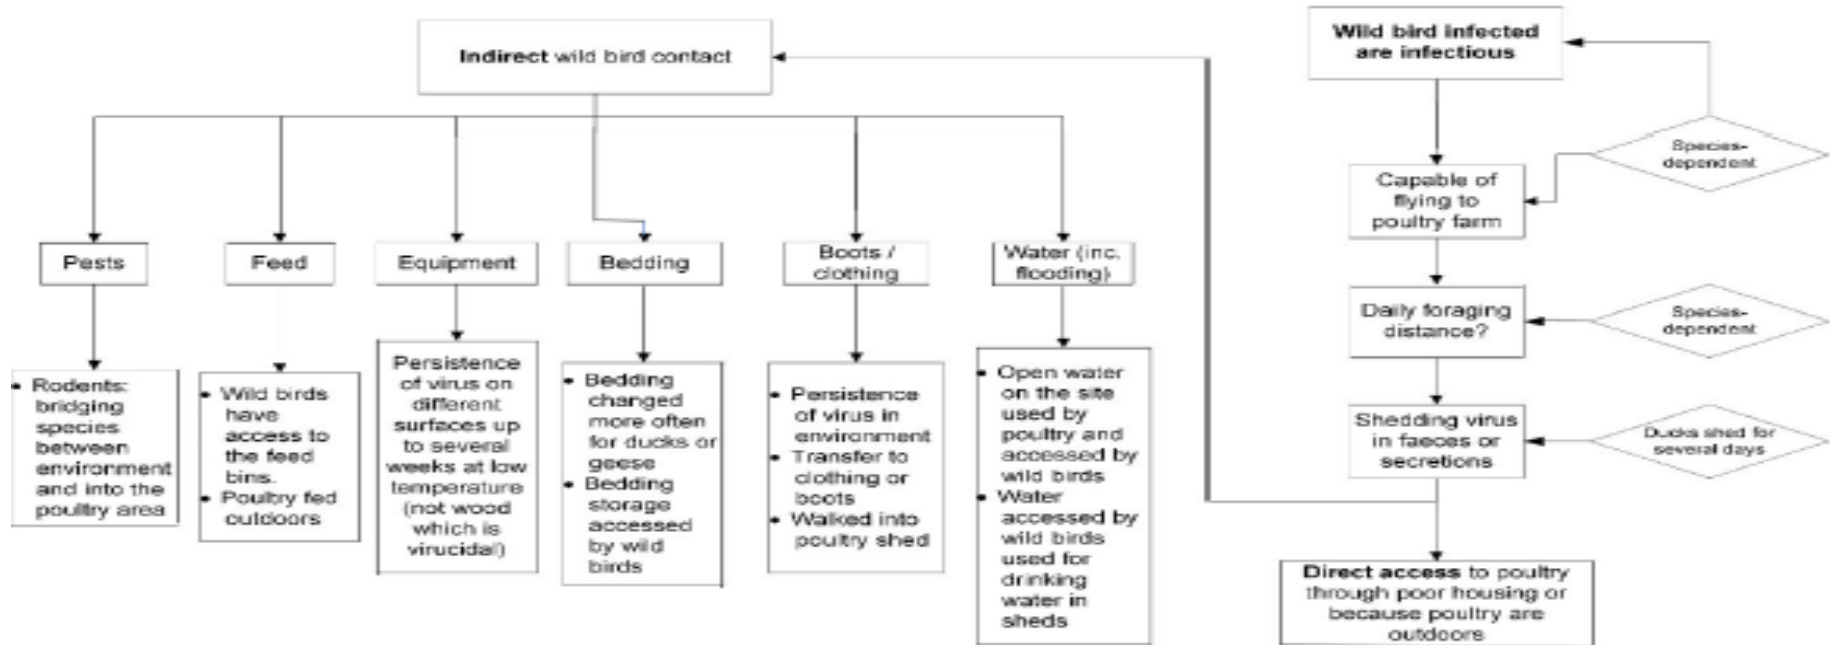 Indirect wild bird contact
Pests
Feed
Equipment
Bedding
Boots /
clothing
Water (inc.
flooding)
• Rodents:
bridging
species
between
environment
and into the
poultry area
• Wild birds
have
access to
the feed
bins.
• Poultry fed
outdoors
Persistence
of virus on
different
surfaces up
to several
weeks at low
temperature
(not wood
which is
virucidal)
• Bedding
changed
more often
for ducks or
geese
• Bedding
storage
accessed
by wild
birds
• Persistence
of virus in
environment
• Transfer to
clothing or
boots
• Walked into
poultry shed
• Open water
on the site
used by
poultry and
accessed by
wild birds
• Water
accessed by
wild birds
used for
drinking
water in
sheds
Wild bird infected
are infectious
Species-
dependent
Capable of
flying to
poultry farm
Daily foraging
distance?
Species-
dependent
Shedding virus
in faeces or
secretions
Ducks shed for
several days
Direct access to poultry
through poor housing or
because poultry are
outdoors